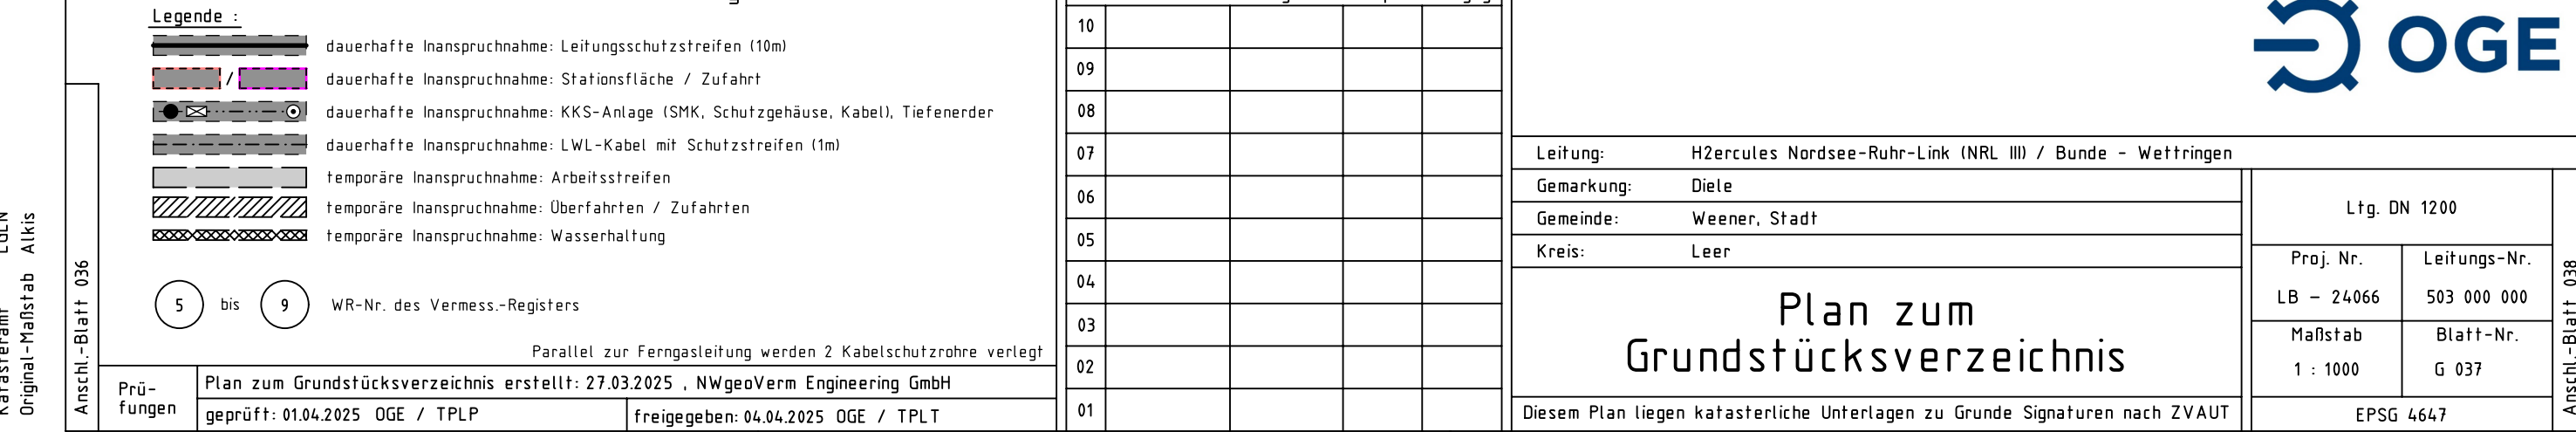 Legende :
dauerhafte Inanspruchnahme: Leitungsschutzstreifen (10m)
/ dauerhafte Inanspruchnahme: Stationsfläche / Zufahrt
dauerhafte Inanspruchnahme: KKS-Anlage (SMK, Schutzgehäuse, Kabel), Tiefenerder
dauerhafte Inanspruchnahme: LWL-Kabel mit Schutzstreifen (1m)
temporäre Inanspruchnahme: Arbeitsstreifen
temporäre Inanspruchnahme: Überfahrten / Zufahrten
temporäre Inanspruchnahme: Wasserhaltung
5 bis 9 WR-Nr. des Vermess.-Registers
Parallel zur Ferngasleitung werden 2 Kabelschutzrohre verlegt
Prü-
fungen
Plan zum Grundstücksverzeichnis erstellt: 27.03.2025 , NWgeoVerm Engineering GmbH
geprüft: 01.04.2025 OGE / TPLP
freigegeben: 04.04.2025 OGE / TPLT
Original-Maßstab Alkis
Anschl.-Blatt 036
10
09
08
07
06
05
04
03
02
01
OGE
Leitung: H2ercules Nordsee-Ruhr-Link (NRL III) / Bunde - Wettringen
Gemarkung: Diele
Gemeinde: Weener, Stadt
Kreis: Leer
Plan zum
Grundstücksverzeichnis
Diesem Plan liegen katasterliche Unterlagen zu Grunde Signaturen nach ZVAUT
Ltg. DN 1200
Proj. Nr.
LB - 24066
Leitungs-Nr.
503 000 000
Maßstab
1 : 1000
Blatt-Nr.
G 037
EPSG 4647
Anschl.-Blatt 038